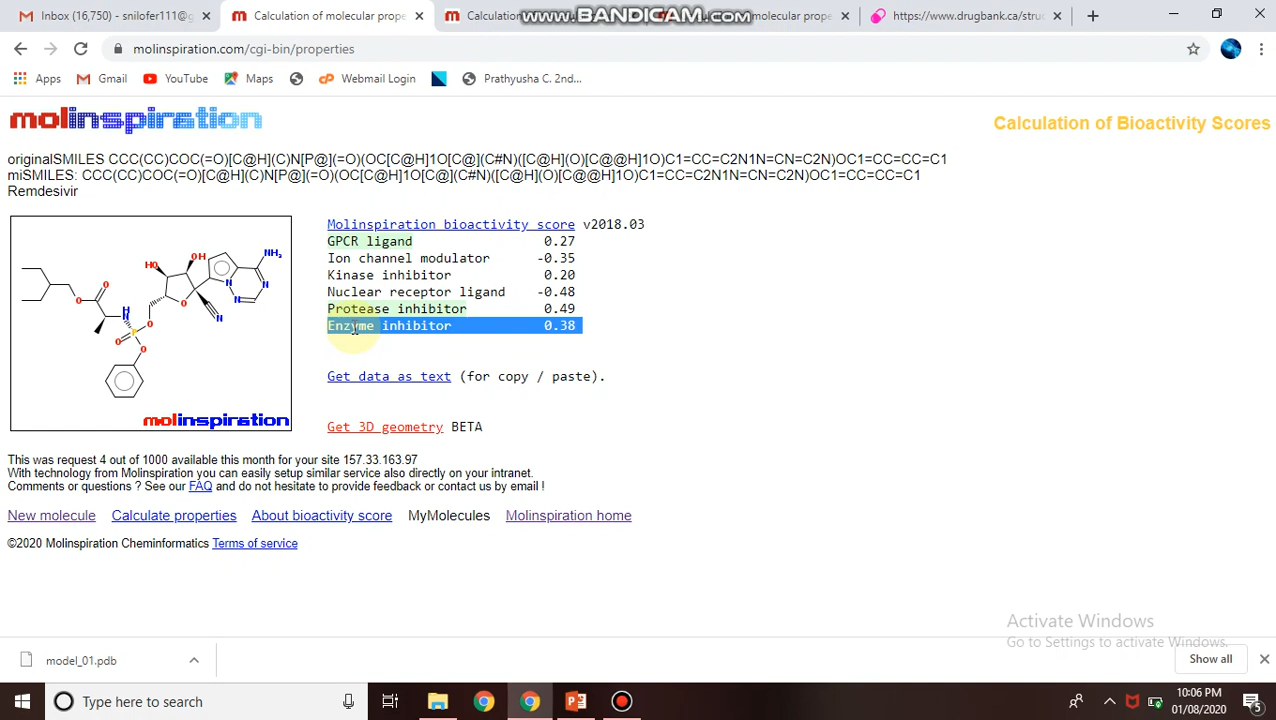 Inbox (16,750) - snilofer111@g
Calculation of molecular prope
Calcu
molecular prope
https://www.drugbank.ca/struc
www.BANDICAM.com
molinspiration.com/cgi-bin/properties
Apps
Gmail
YouTube
Maps
Webmail Login
Prathyusha C. 2nd...
molinspiration
Calculation of Bioactivity Scores
originalSMILES CCC(CC)COC(=O)[C@H](C)N[P@](=O)(OC[C@H]1O[C@](C#N)([C@H](O)[C@@H]1O)C1=CC=C2N1N=CN=C2N)OC1=CC=CC=C1
miSMILES: CCC(CC)COC(=O)[C@H](C)N[P@](=O)(OC[C@H]1O[C@](C#N)([C@H](O)[C@@H]1O)C1=CC=C2N1N=CN=C2N)OC1=CC=CC=C1
Remdesivir
Molinspiration bioactivity score v2018.03
GPCR ligand 0.27
Ion channel modulator -0.35
Kinase inhibitor 0.20
Nuclear receptor ligand -0.48
Protease inhibitor 0.49
Enzyme inhibitor 0.38
NH2
HO
OH
N
N
N
N
O
O
O
H
N
O
P
O
O
molinspiration
Get data as text (for copy / paste).
Get 3D geometry BETA
This was request 4 out of 1000 available this month for your site 157.33.163.97
With technology from Molinspiration you can easily setup similar service also directly on your intranet.
Comments or questions ? See our FAQ and do not hesitate to provide feedback or contact us by email !
New molecule Calculate properties About bioactivity score MyMolecules Molinspiration home
©2020 Molinspiration Cheminformatics Terms of service
Activate Windows
Go to Settings to activate Windows.
model_01.pdb
Show all
Type here to search
10:06 PM
01/08/2020
5